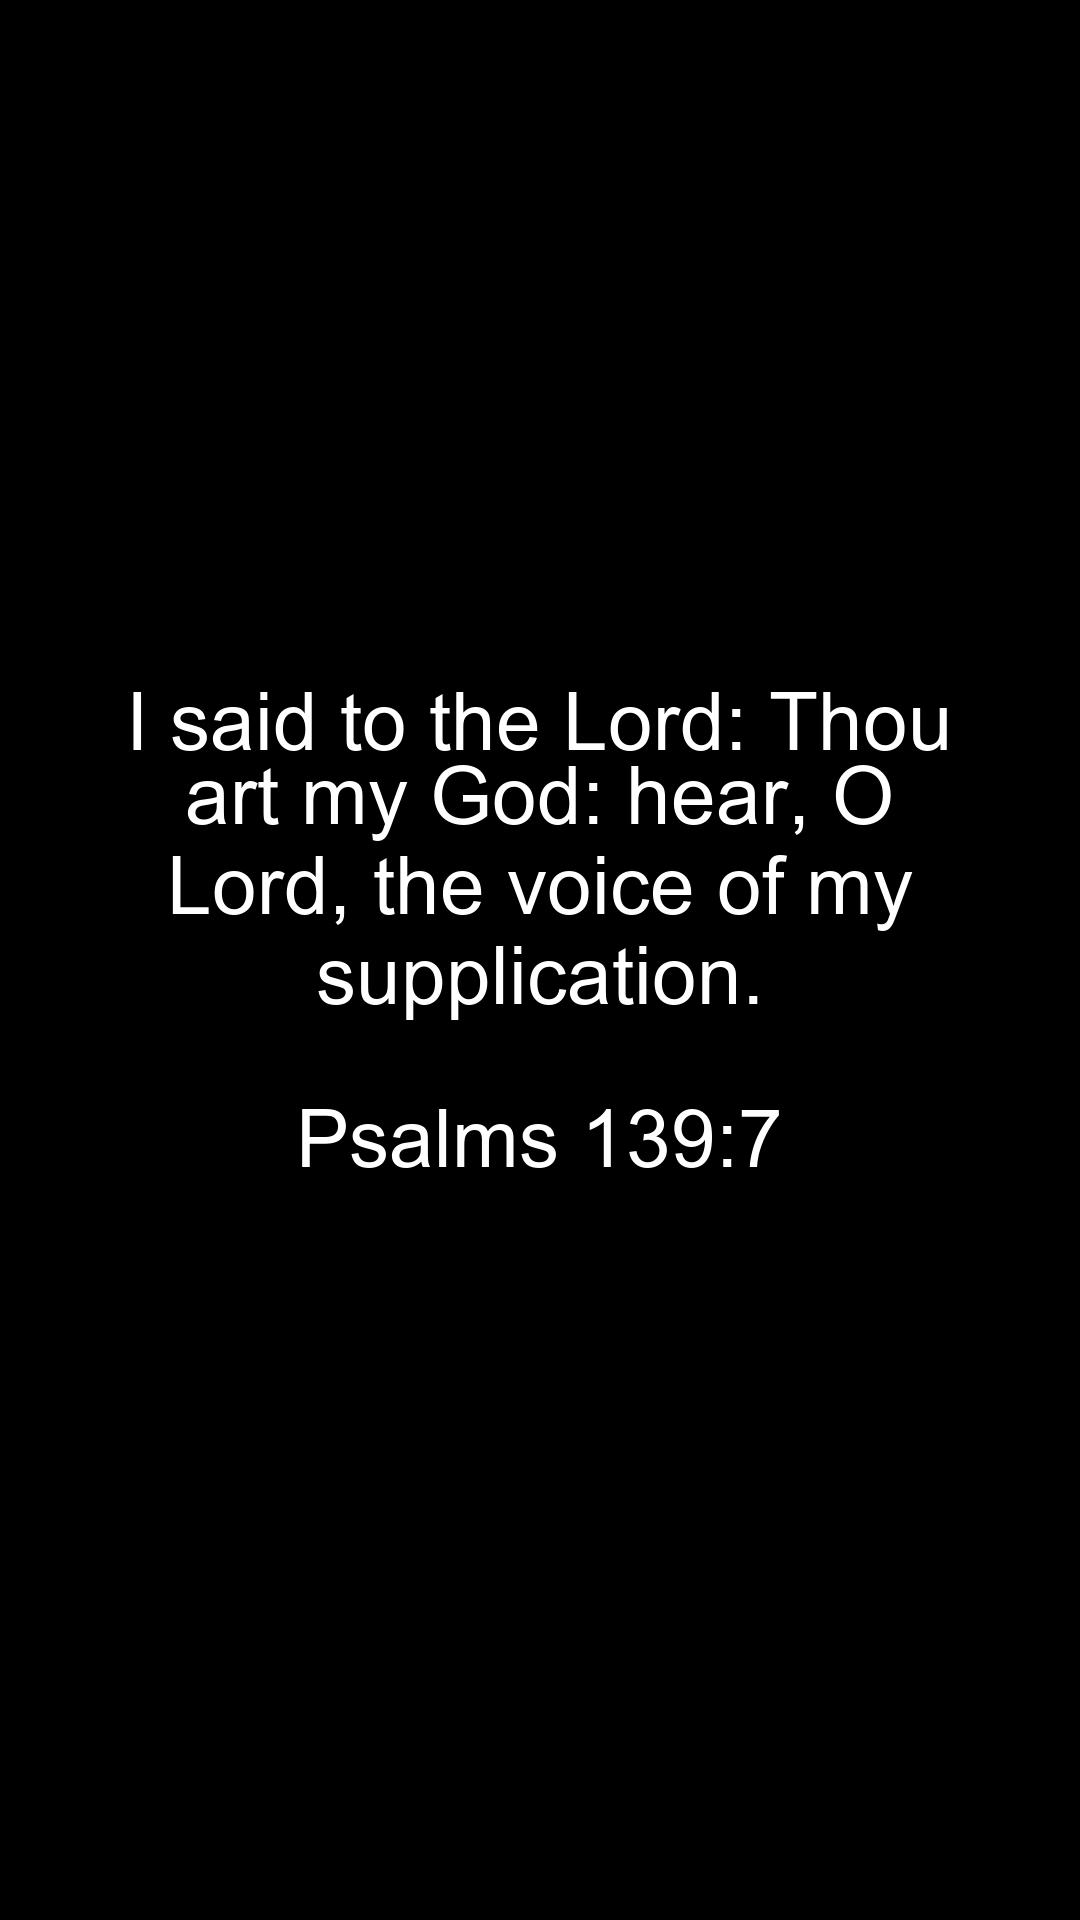 I said to the Lord: Thou
art my God: hear, O
Lord, the voice of my
supplication.
Psalms 139:7